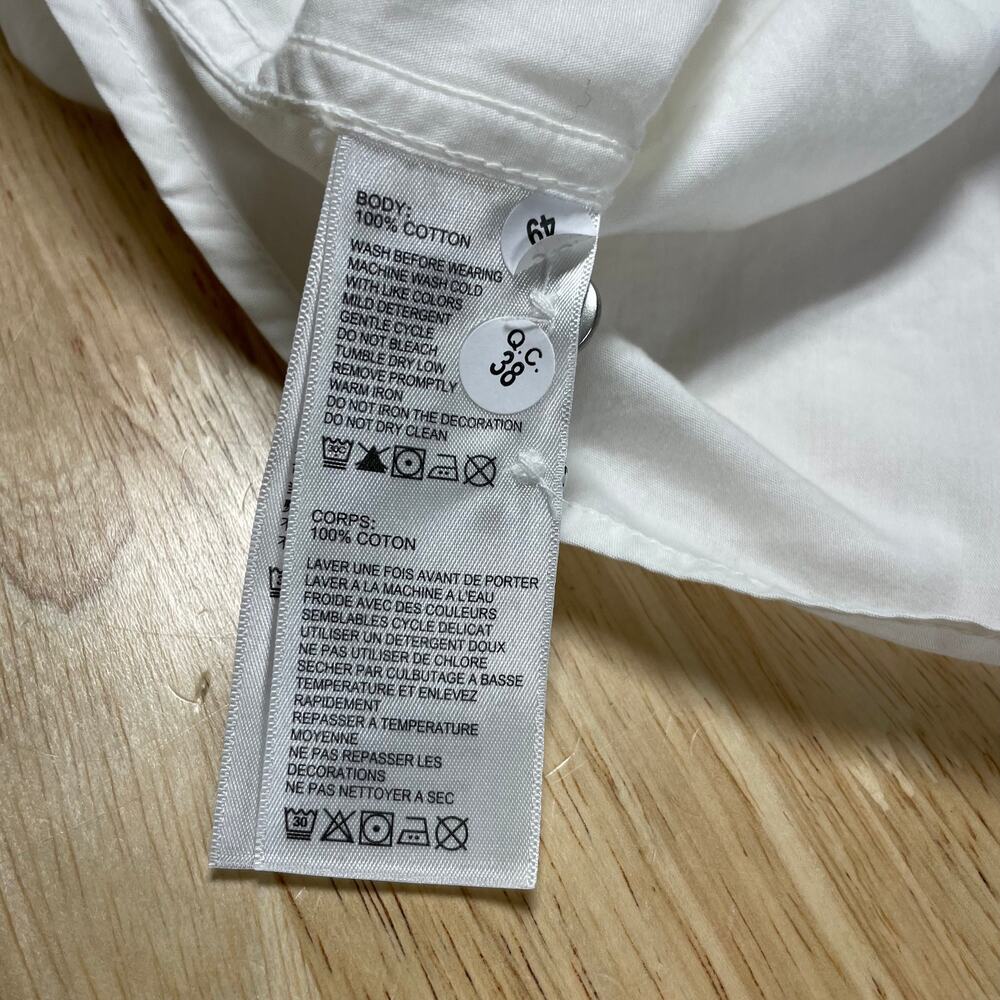 BODY:
100% COTTON
WASH BEFORE WEARING
MACHINE WASH COLD
WITH LIKE COLORS
MILD DETERGENT
GENTLE CYCLE
DO NOT BLEACH
TUMBLE DRY LOW
REMOVE PROMPTLY
WARM IRON
DO NOT IRON THE DECORATION
DO NOT DRY CLEAN
49
Q.C.
38
CORPS:
100% COTON
LAVER UNE FOIS AVANT DE PORTER
LAVER A LA MACHINE A L'EAU
FROIDE AVEC DES COULEURS
SEMBLABLES CYCLE DELICAT
UTILISER UN DETERGENT DOUX
NE PAS UTILISER DE CHLORE
SECHER PAR CULBUTAGE A BASSE
TEMPERATURE ET ENLEVEZ
RAPIDEMENT
REPASSER A TEMPERATURE
MOYENNE
NE PAS REPASSER LES
DECORATIONS
NE PAS NETTOYER A SEC
30